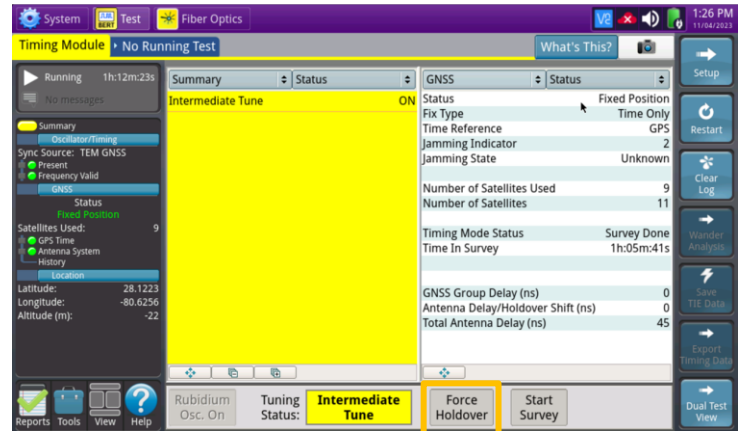 System
Test
Fiber Optics
1:26 PM
11/04/2023
Timing Module
No Running Test
What's This?
Running 1h:12m:23s
No messages
Summary
Oscillator/Timing
Sync Source: TEM GNSS
Present
Frequency Valid
GNSS
Status
Fixed Position
Satellites Used: 9
GPS Time
Antenna System
History
Location
Latitude: 28.1223
Longitude: -80.6256
Altitude (m): -22
Summary Status
Intermediate Tune ON
GNSS Status
Status Fixed Position
Fix Type Time Only
Time Reference GPS
Jamming Indicator 2
Jamming State Unknown
Number of Satellites Used 9
Number of Satellites 11
Timing Mode Status Survey Done
Time In Survey 1h:05m:41s
GNSS Group Delay (ns) 0
Antenna Delay/Holdover Shift (ns) 0
Total Antenna Delay (ns) 45
Setup
Restart
Clear
Log
Wander
Analysis
Save
TIE Data
Export
Timing Data
Dual Test
View
Reports
Tools
View
Help
Rubidium
Osc. On
Tuning
Status:
Intermediate
Tune
Force
Holdover
Start
Survey